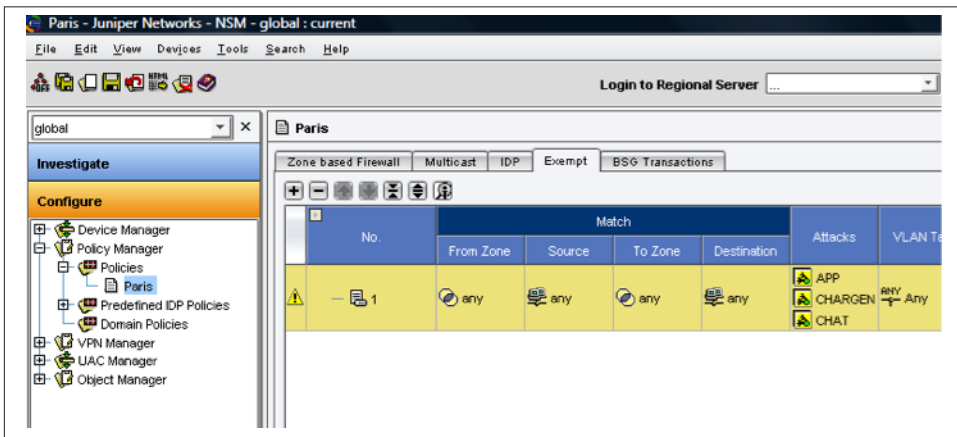 Paris - Juniper Networks - NSM - global : current
File Edit View Devices Tools Search Help
Login to Regional Server ...
global
Investigate
Configure
Device Manager
Policy Manager
Policies
Paris
Predefined IDP Policies
Domain Policies
VPN Manager
UAC Manager
Object Manager
Paris
Zone based Firewall Multicast IDP Exempt BSG Transactions
No. Match Attacks VLAN Ta
From Zone Source To Zone Destination
1 any any any any APP CHARGEN CHAT ANY Any